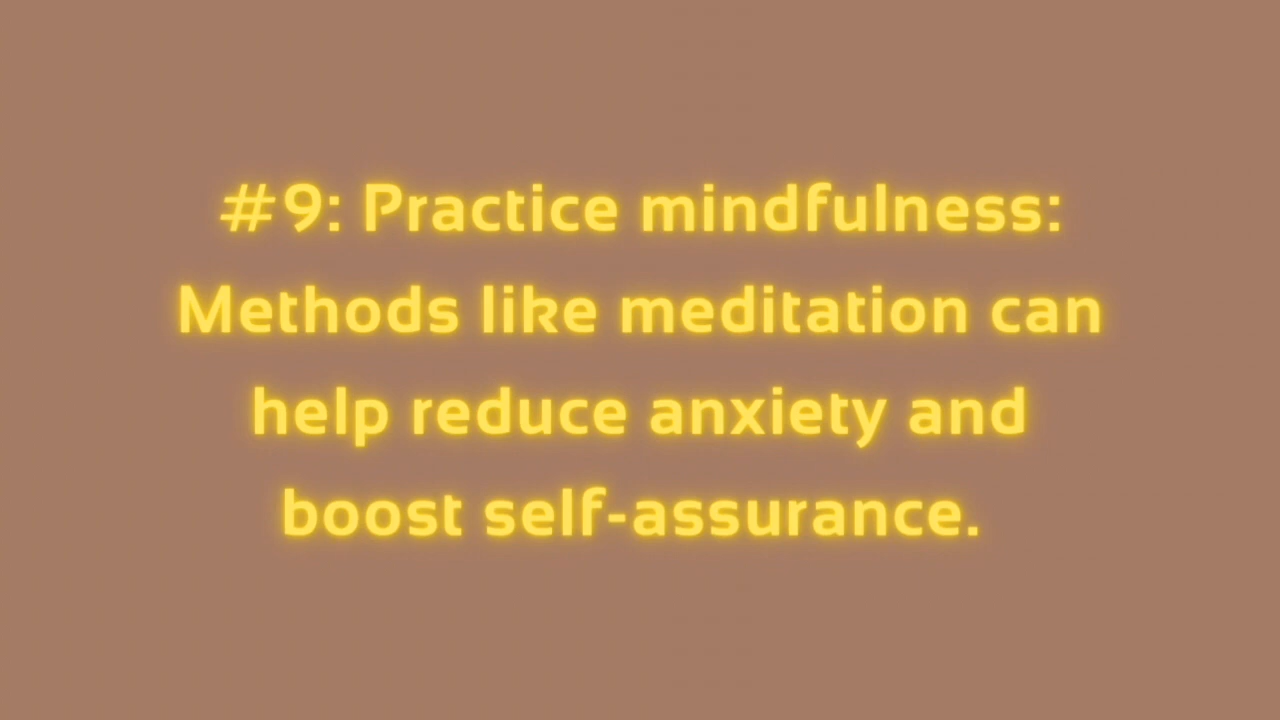 #9: Practice mindfulness:
Methods like meditation can
help reduce anxiety and
boost self-assurance.